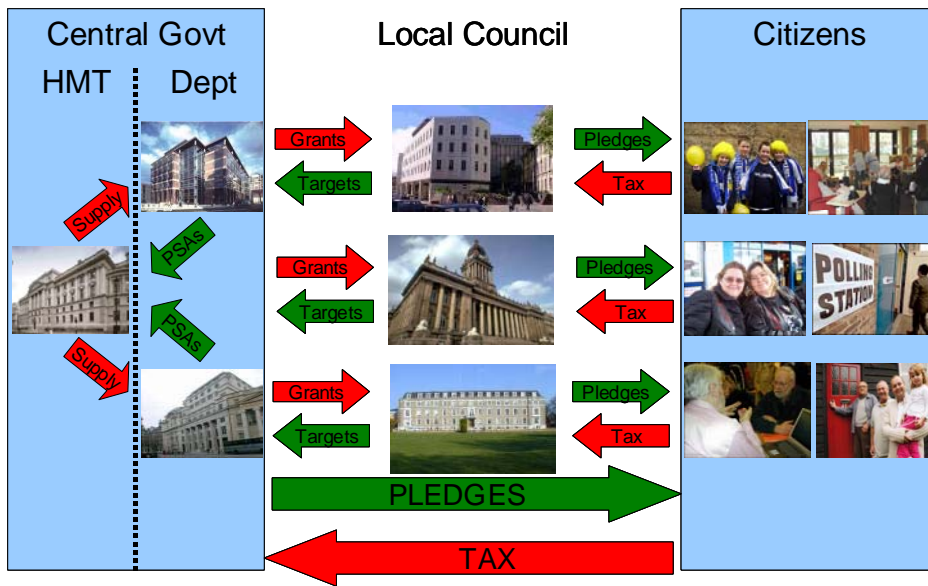 Central Govt
Local Council
Citizens
HMT
Dept
Grants
Pledges
Targets
Tax
Supply
PSAs
Grants
Pledges
POLLING
STATION
Targets
Tax
PSAs
Supply
Grants
Pledges
Targets
Tax
PLEDGES
TAX